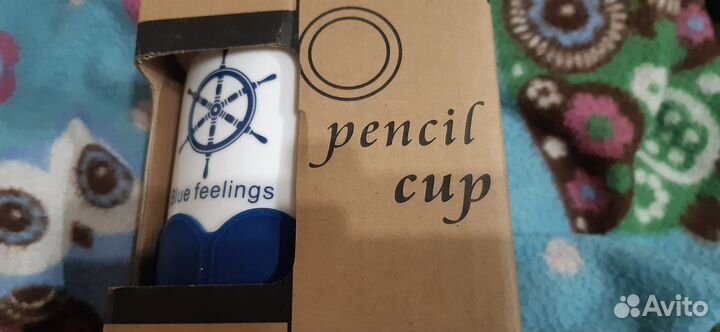 Blue feelings
pencil
cup
Avito